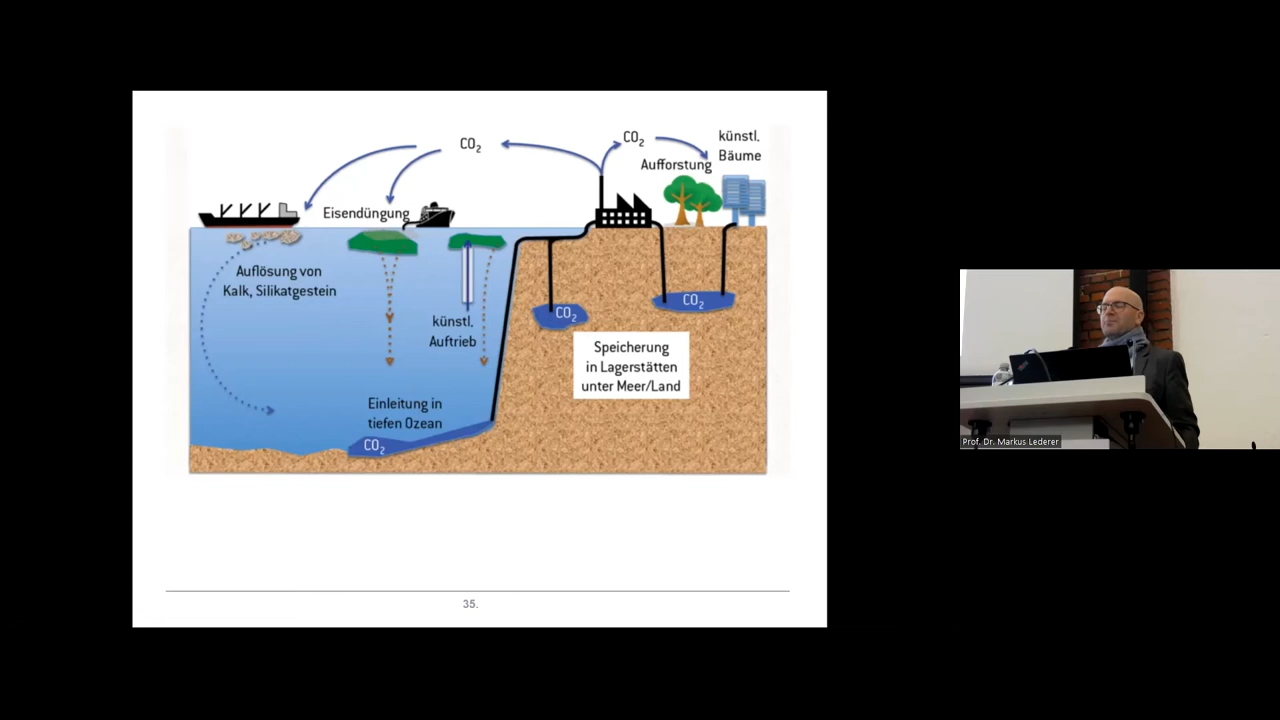 CO₂
CO₂
künstl.
Bäume
Aufforstung
Eisendüngung
Auflösung von
Kalk, Silikatgestein
künstl.
Auftrieb
CO₂
CO₂
Speicherung
in Lagerstätten
unter Meer/Land
Einleitung in
tiefen Ozean
CO₂
35.
Prof. Dr. Markus Lederer